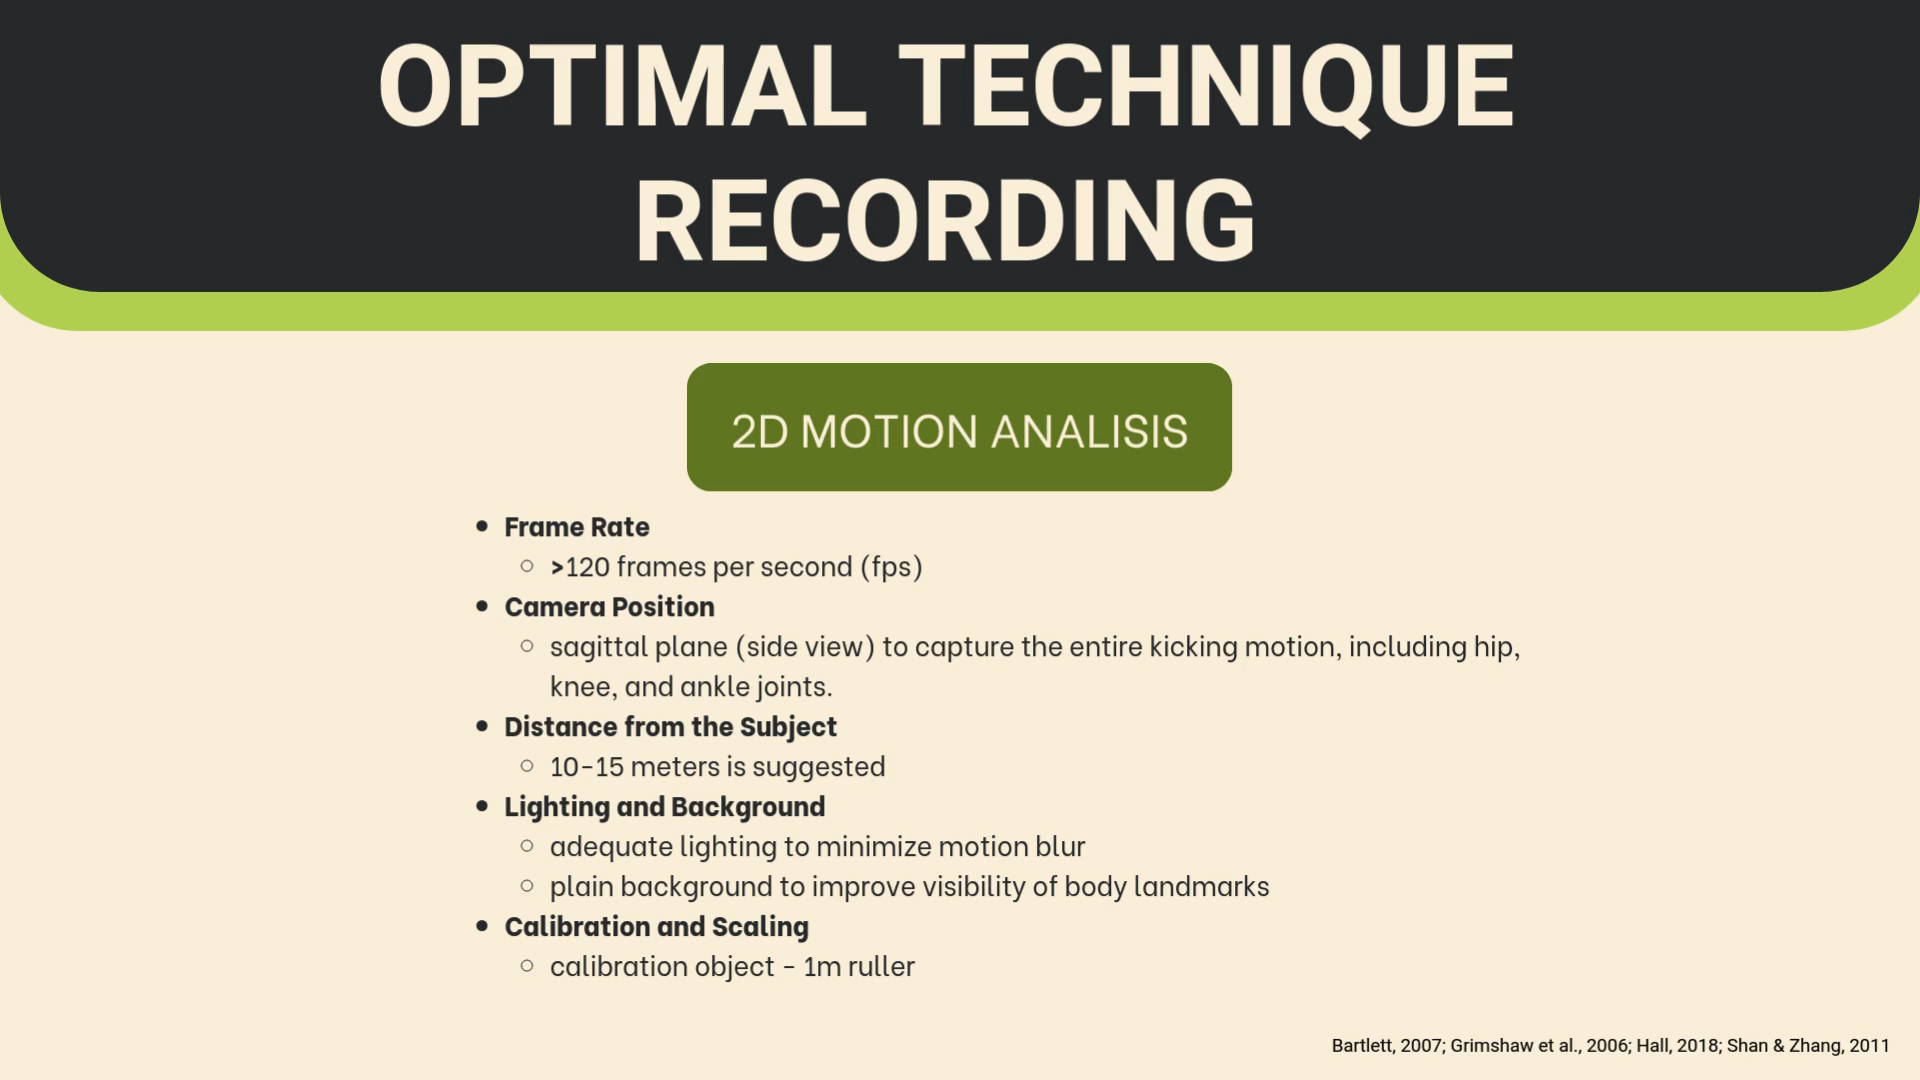 OPTIMAL TECHNIQUE
RECORDING
2D MOTION ANALISIS
• Frame Rate
○ >120 frames per second (fps)
• Camera Position
○ sagittal plane (side view) to capture the entire kicking motion, including hip,
knee, and ankle joints.
• Distance from the Subject
○ 10-15 meters is suggested
• Lighting and Background
○ adequate lighting to minimize motion blur
○ plain background to improve visibility of body landmarks
• Calibration and Scaling
○ calibration object - 1m ruller
Bartlett, 2007; Grimshaw et al., 2006; Hall, 2018; Shan & Zhang, 2011